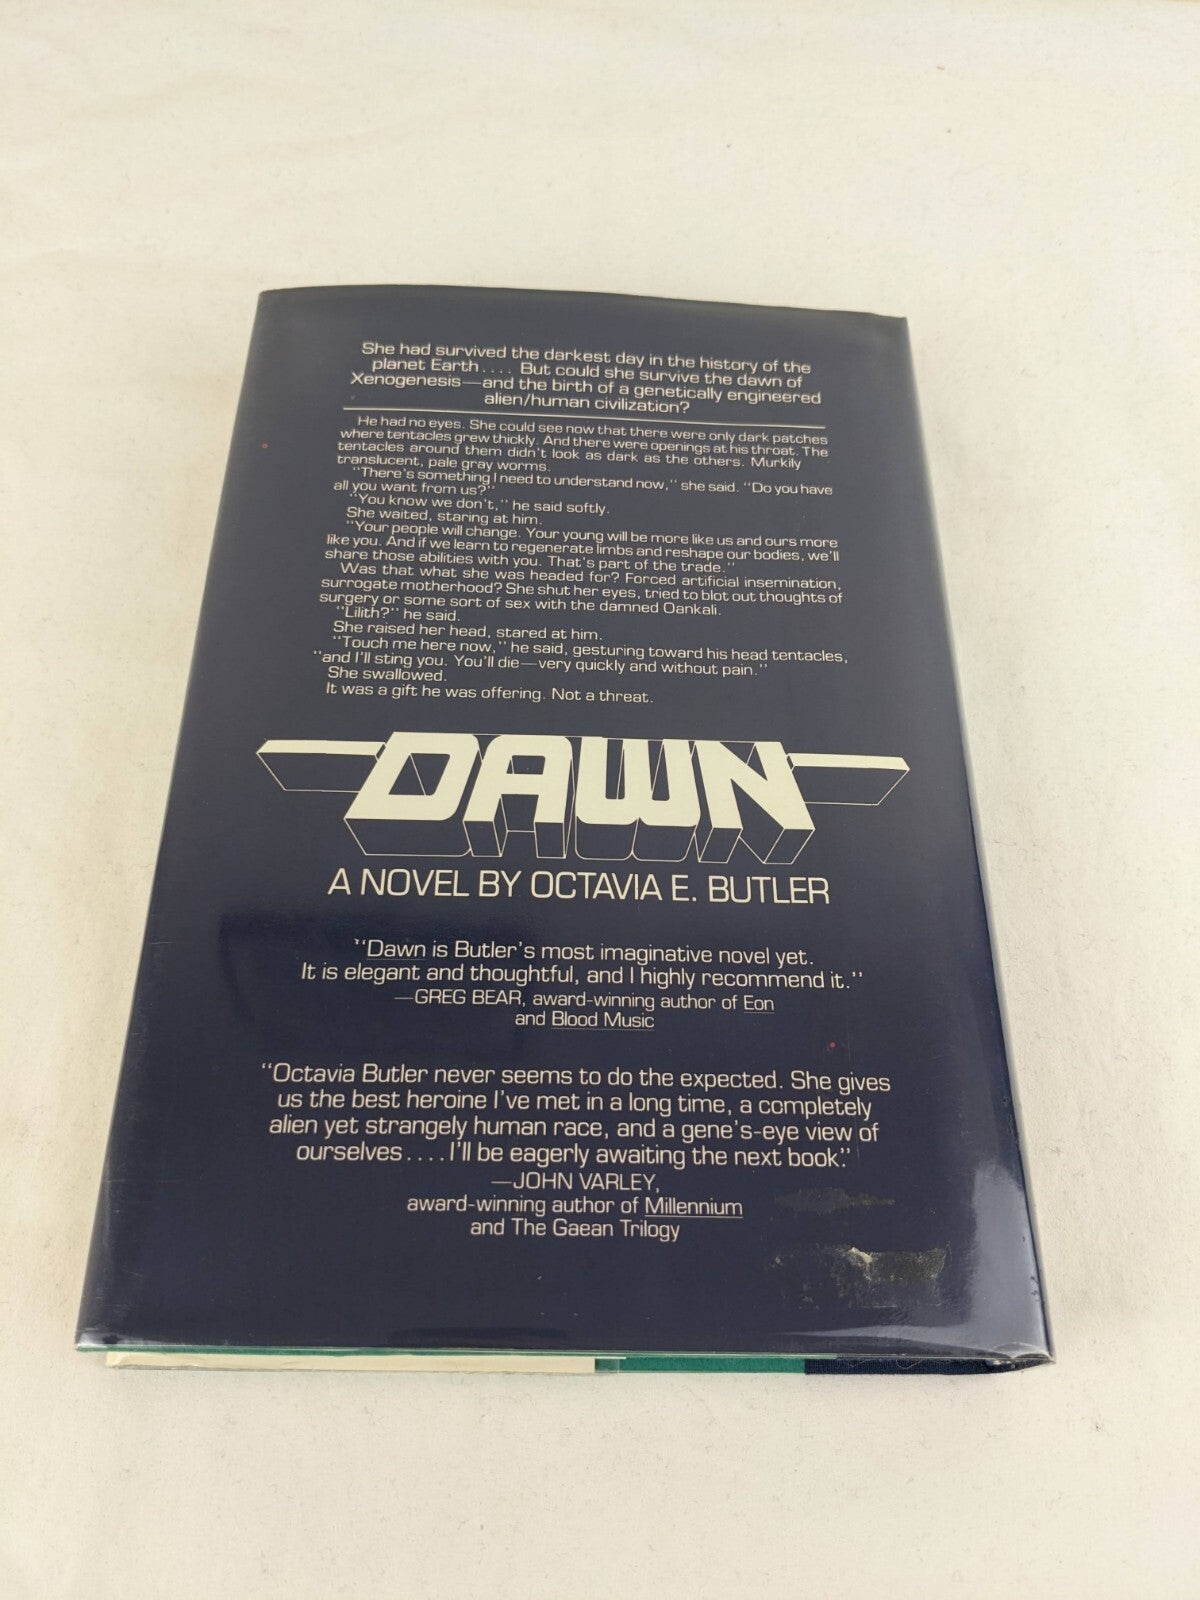 She had survived the darkest day in the history of the
planet Earth.... But could she survive the dawn of
Xenogenesis—and the birth of a genetically engineered
alien/human civilization?
He had no eyes. She could see now that there were only dark patches
where tentacles grew thickly. And there were openings at his throat. The
tentacles around them didn't look as dark as the others. Murkily
translucent, pale gray worms.
"There's something I need to understand now," she said. "Do you have
all you want from us?"
"You know we don't," he said softly.
She waited, staring at him.
"Your people will change. Your young will be more like us and ours more
like you. And if we learn to regenerate limbs and reshape our bodies, we'll
share those abilities with you. That's part of the trade."
Was that what she was headed for? Forced artificial insemination,
surrogate motherhood? She shut her eyes, tried to blot out thoughts of
surgery or some sort of sex with the damned Oankali.
"Lilith?" he said.
She raised her head, stared at him.
"Touch me here now," he said, gesturing toward his head tentacles,
"and I'll sting you. You'll die—very quickly and without pain."
She swallowed.
It was a gift he was offering. Not a threat.
DAWN
A NOVEL BY OCTAVIA E. BUTLER
"Dawn is Butler's most imaginative novel yet.
It is elegant and thoughtful, and I highly recommend it."
—GREG BEAR, award-winning author of Eon
and Blood Music
"Octavia Butler never seems to do the expected. She gives
us the best heroine I've met in a long time, a completely
alien yet strangely human race, and a gene's-eye view of
ourselves....I'll be eagerly awaiting the next book."
—JOHN VARLEY,
award-winning author of Millennium
and The Gaean Trilogy